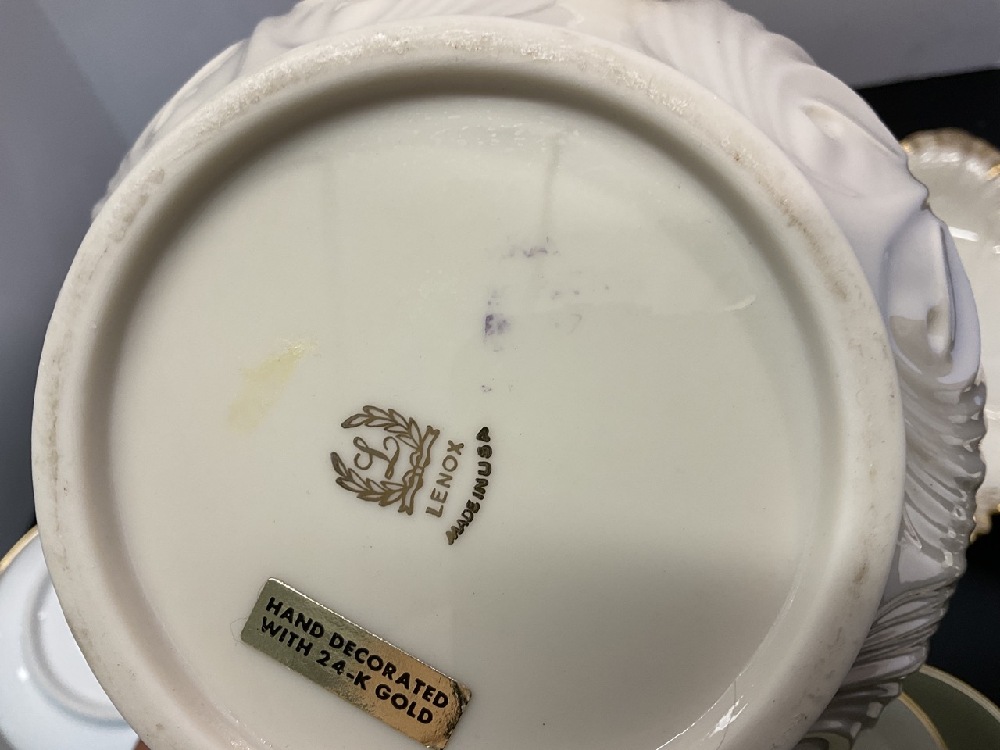 L
LENOX
MADE IN USA
HAND DECORATED
WITH 24-K GOLD